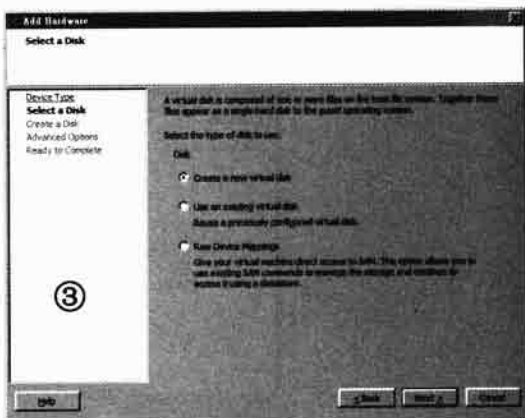 Add Hardware
Select a Disk
Device Type
Select a Disk
Create a Disk
Advanced Options
Ready to Complete
A virtual disk is composed of one or more files on the host file system. Together these
files appear as a single hard disk to the guest operating system.
Select the type of disk to use:
Disk
Create a new virtual disk
Use an existing virtual disk
Reuse a previously configured virtual disk.
Raw Device Mappings
Give your virtual machine direct access to SAN. This option allows you to
use existing SAN commands to manage the storage and continue to
access it using a datastore.
③
Help
< Back
Next >
Cancel